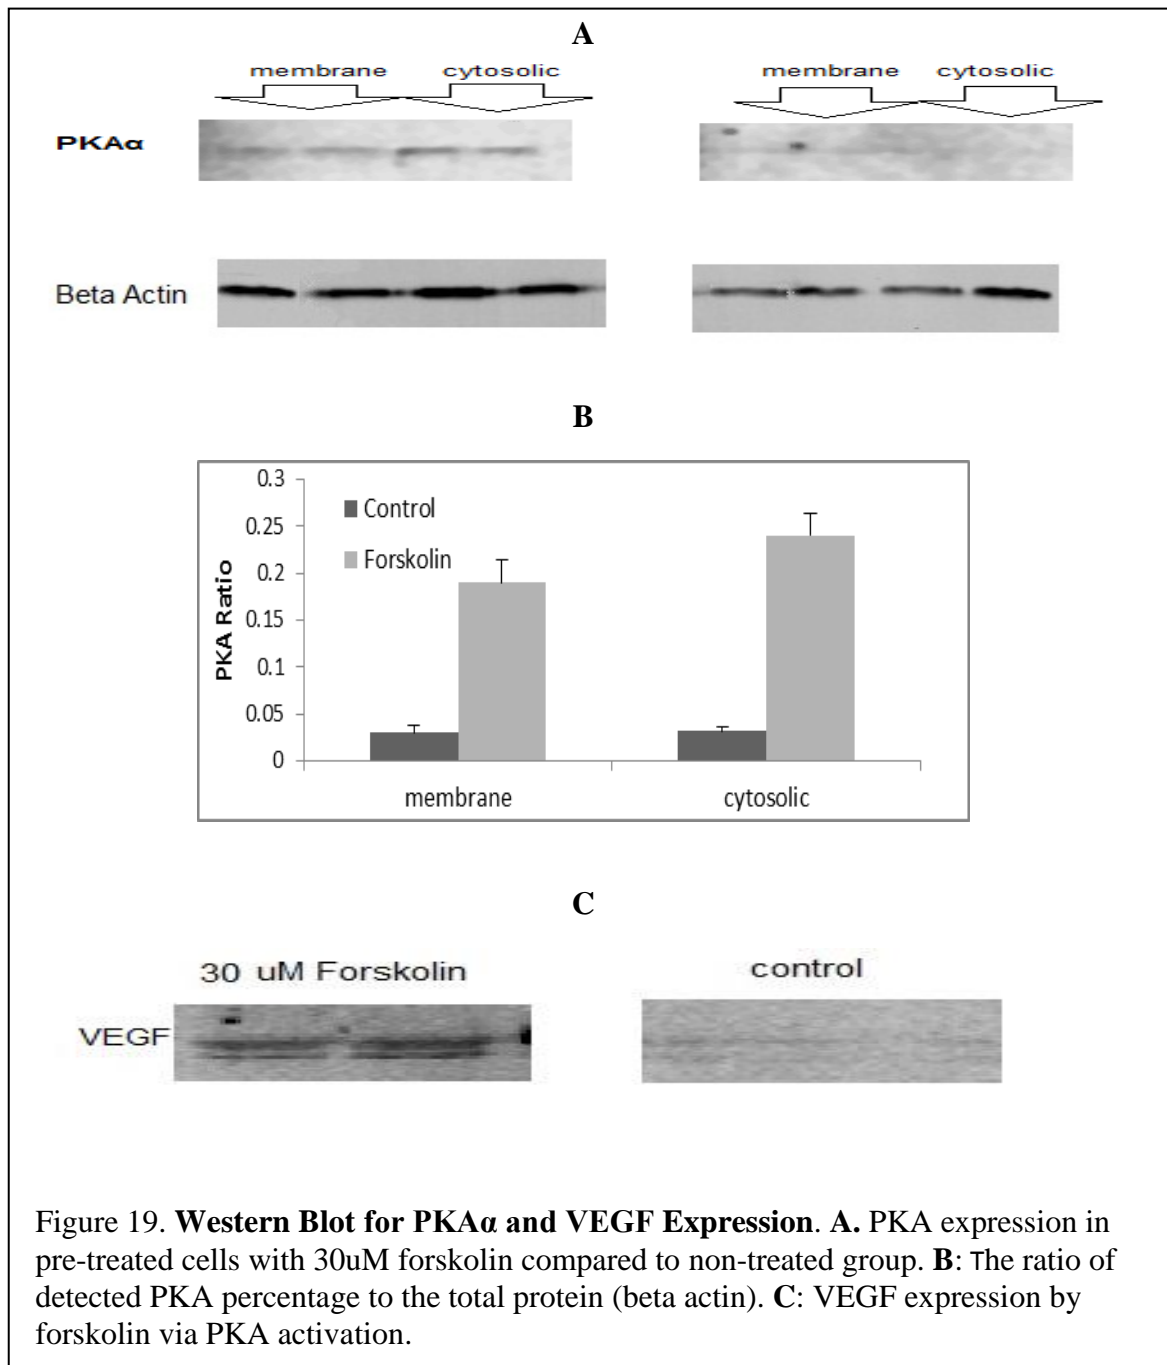 A
membrane cytosolic membrane cytosolic
PKAα
Beta Actin
B
0.3
0.25
0.2
0.15
0.1
0.05
0
PKA Ratio
Control
Forskolin
membrane cytosolic
C
30 uM Forskolin control
VEGF
Figure 19. Western Blot for PKAα and VEGF Expression. A. PKA expression in
pre-treated cells with 30uM forskolin compared to non-treated group. B: The ratio of
detected PKA percentage to the total protein (beta actin). C: VEGF expression by
forskolin via PKA activation.